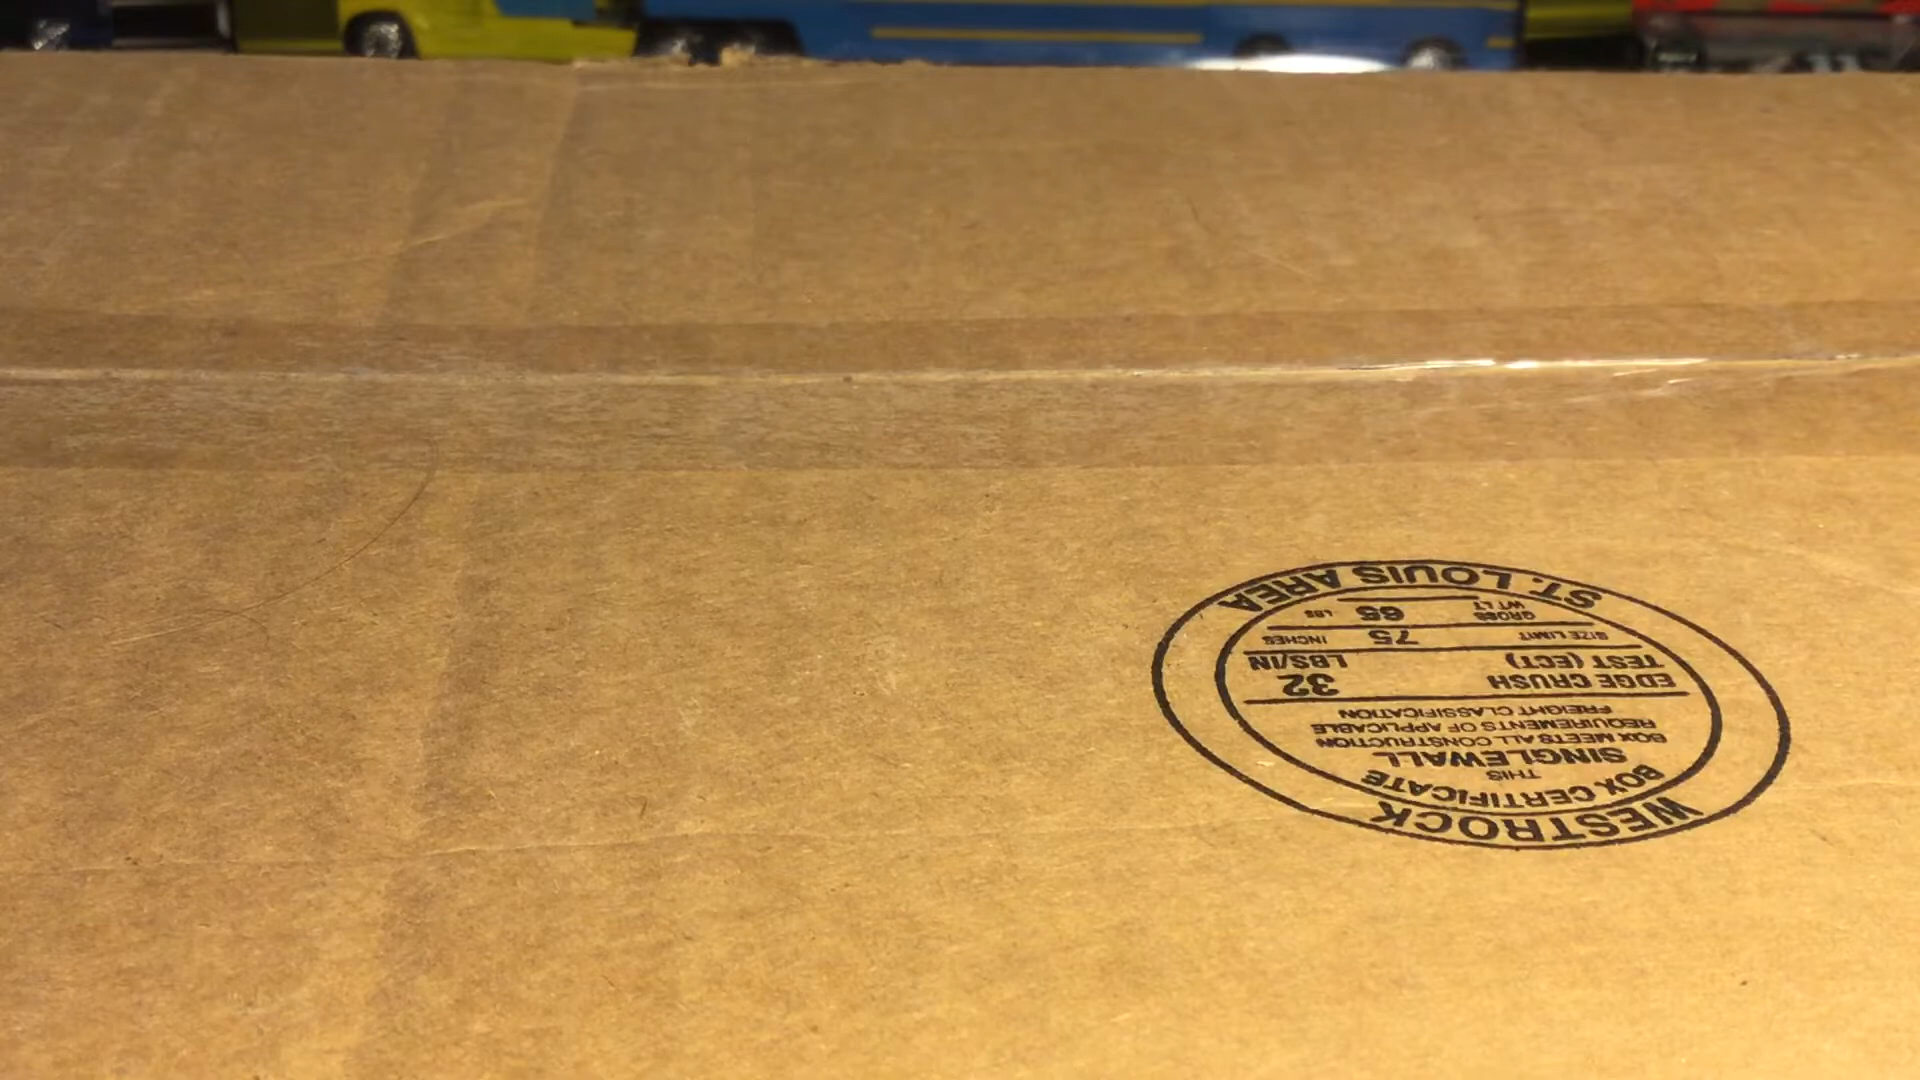 WESTROCK
BOX CERTIFICATE
THIS
SINGLEWALL
BOX MEETS ALL CONSTRUCTION
REQUIREMENTS OF APPLICABLE
FREIGHT CLASSIFICATION
EDGE CRUSH 32
TEST (ECT) LBS/IN
SIZE LIMIT 75 INCHES
GROSS
WT LT 65 LBS
ST. LOUIS AREA